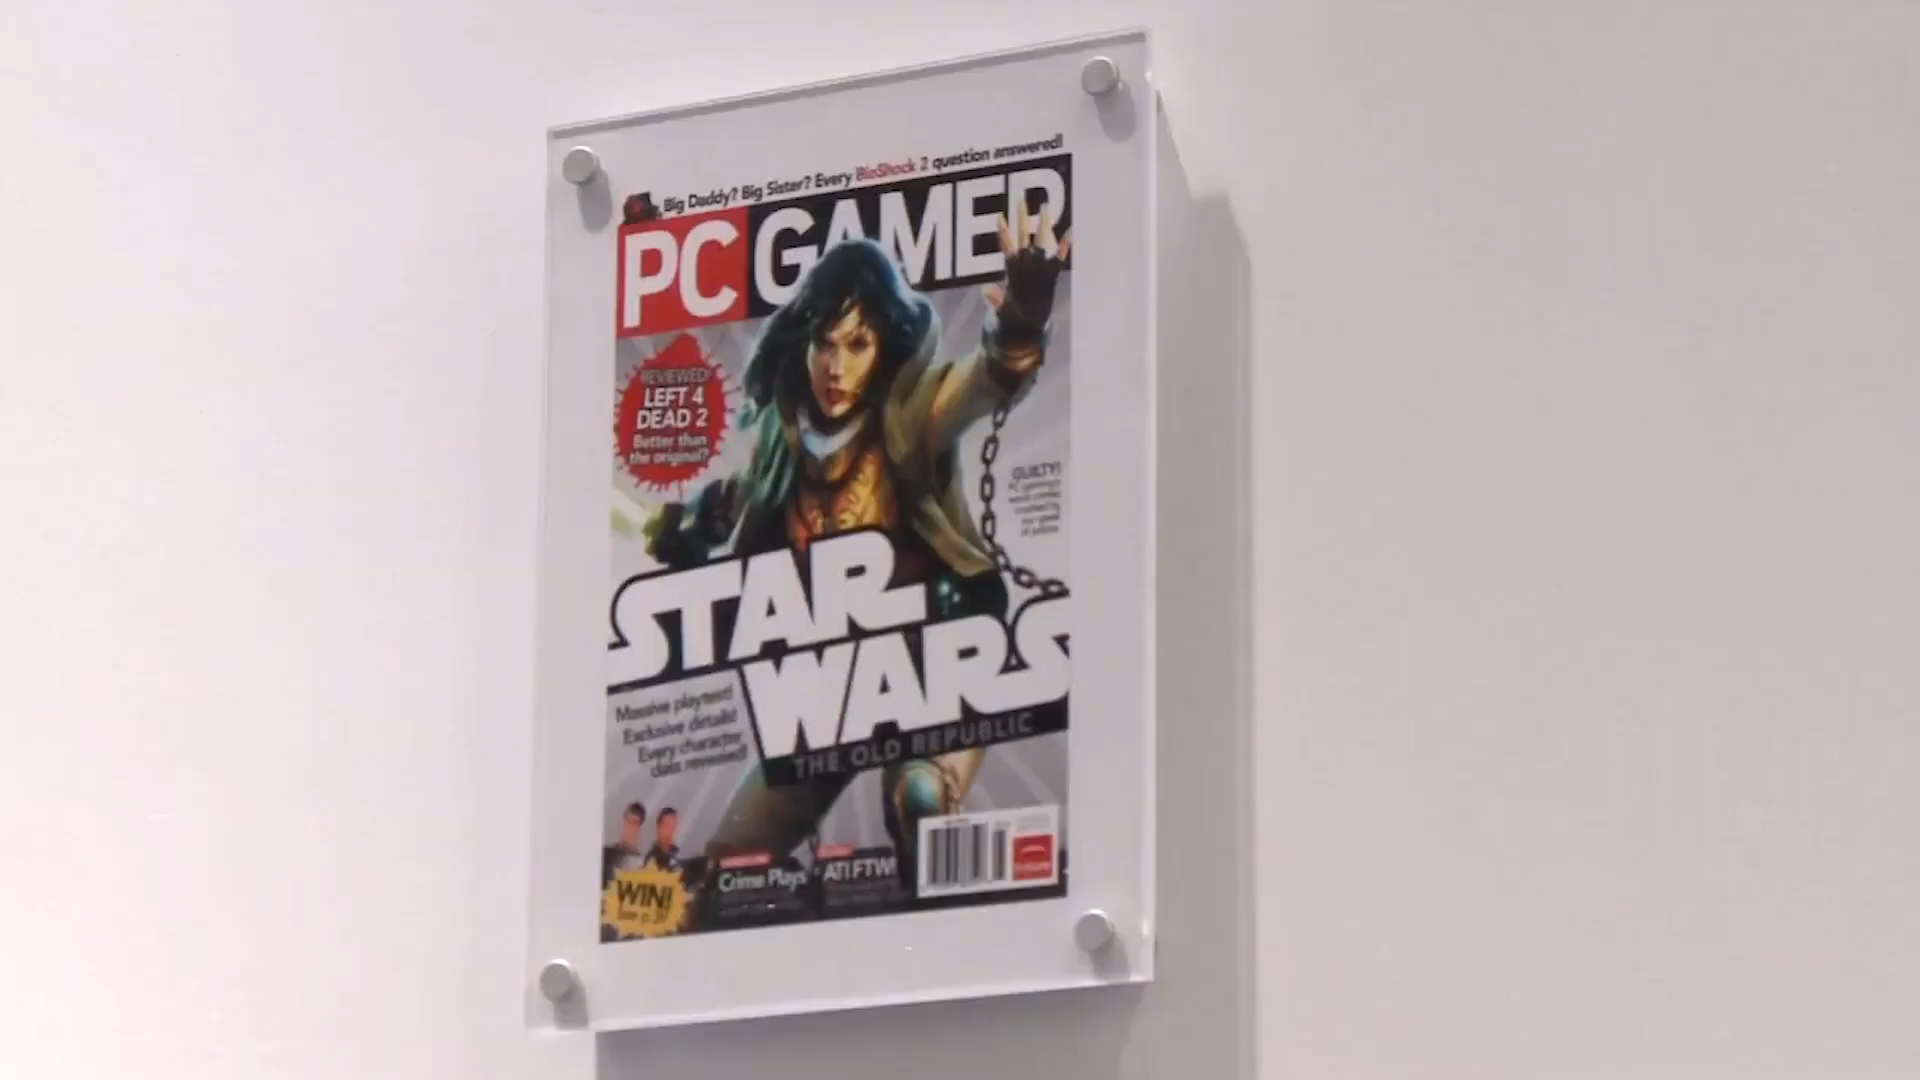 Big Daddy? Big Sister? Every BioShock 2 question answered!
PC GAMER
REVIEWED!
LEFT 4
DEAD 2
Better than
the original?
GUILTY!
STAR
WARS
THE OLD REPUBLIC
Massive playtest!
Exclusive details!
Every character
class revealed!
WIN!
See p.
Crime Plays
ATI FTW!